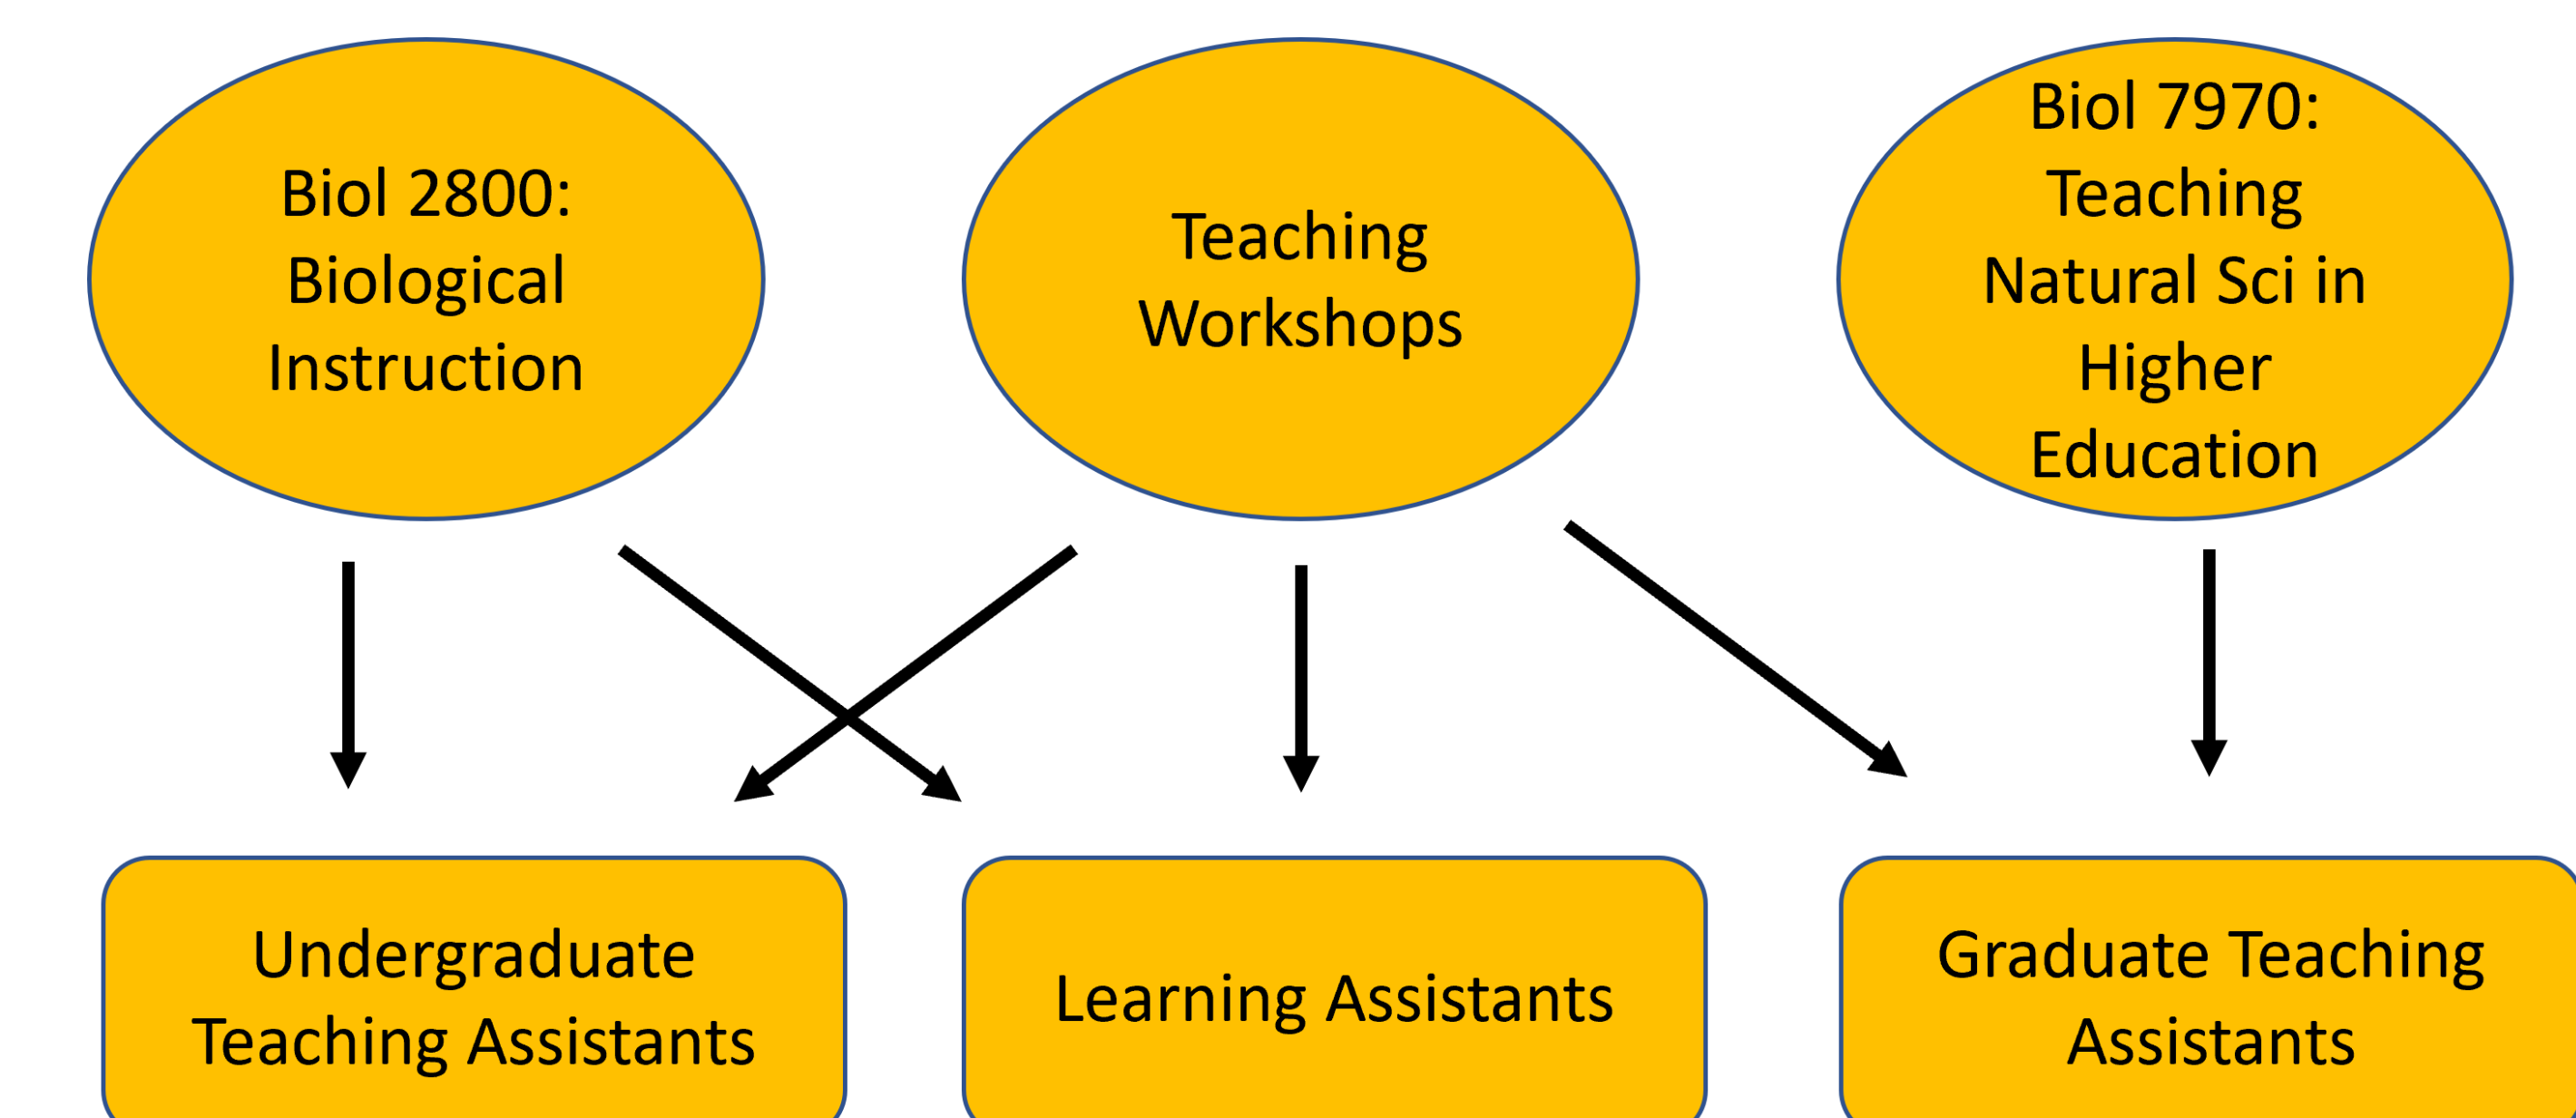 Biol 2800:
Biological
Instruction
Teaching
Workshops
Biol 7970:
Teaching
Natural Sci in
Higher
Education
Undergraduate
Teaching Assistants
Learning Assistants
Graduate Teaching
Assistants